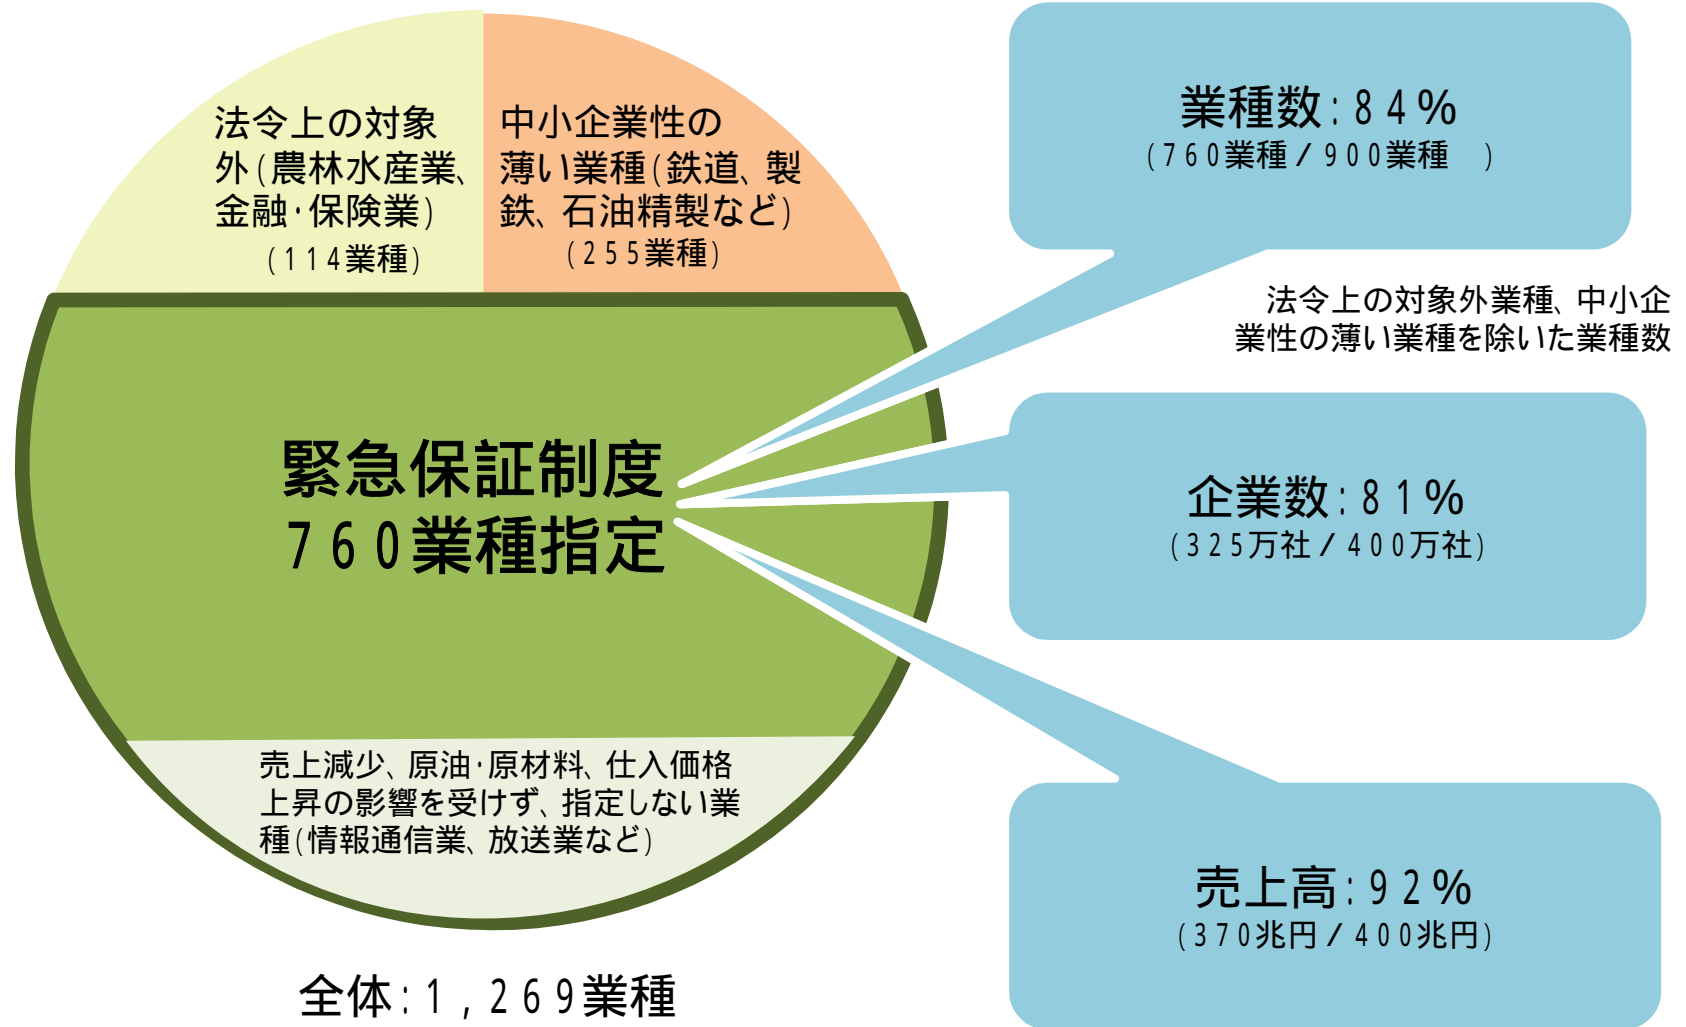 法令上の対象
外(農林水産業、
金融・保険業)
(114業種)
中小企業性の
薄い業種(鉄道、製
鉄、石油精製など)
(255業種)
緊急保証制度
760業種指定
売上減少、原油・原材料、仕入価格
上昇の影響を受けず、指定しない業
種(情報通信業、放送業など)
全体:1,269業種
業種数:84%
(760業種/900業種 )
法令上の対象外業種、中小企
業性の薄い業種を除いた業種数
企業数:81%
(325万社/400万社)
売上高:92%
(370兆円/400兆円)